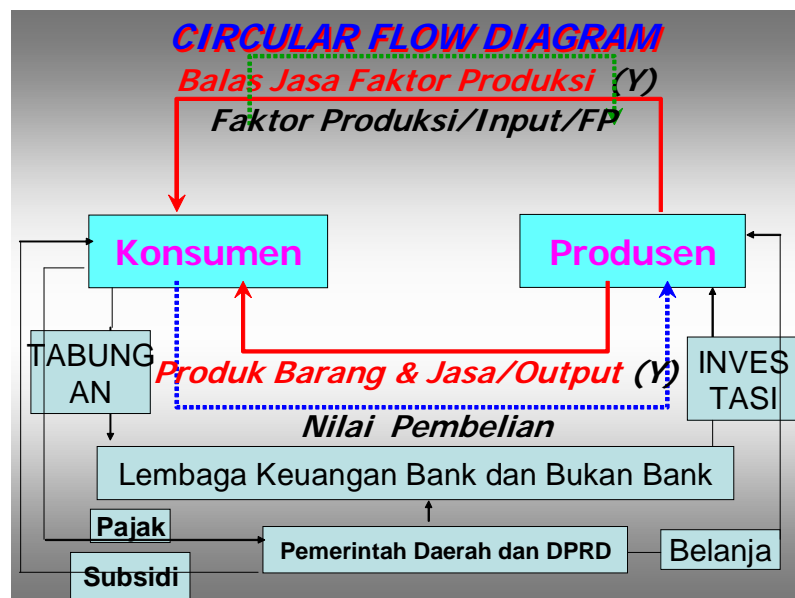 CIRCULAR FLOW DIAGRAM
Balas Jasa Faktor Produksi (Y)
Faktor Produksi/Input/FP
Konsumen
Produsen
TABUNG
AN
INVES
TASI
Produk Barang & Jasa/Output (Y)
Nilai Pembelian
Lembaga Keuangan Bank dan Bukan Bank
Pajak
Pemerintah Daerah dan DPRD
Belanja
Subsidi